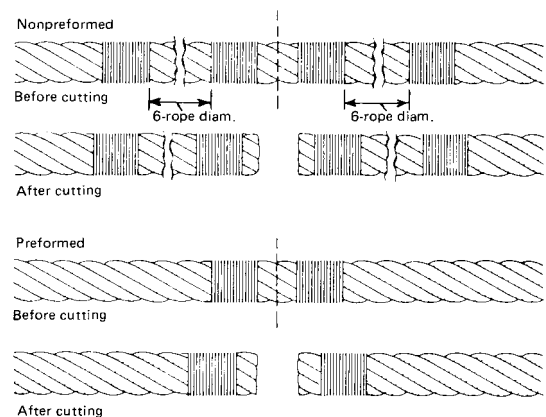 Nonpreformed
Before cutting
6-rope diam.
6-rope diam.
After cutting
Preformed
Before cutting
After cutting